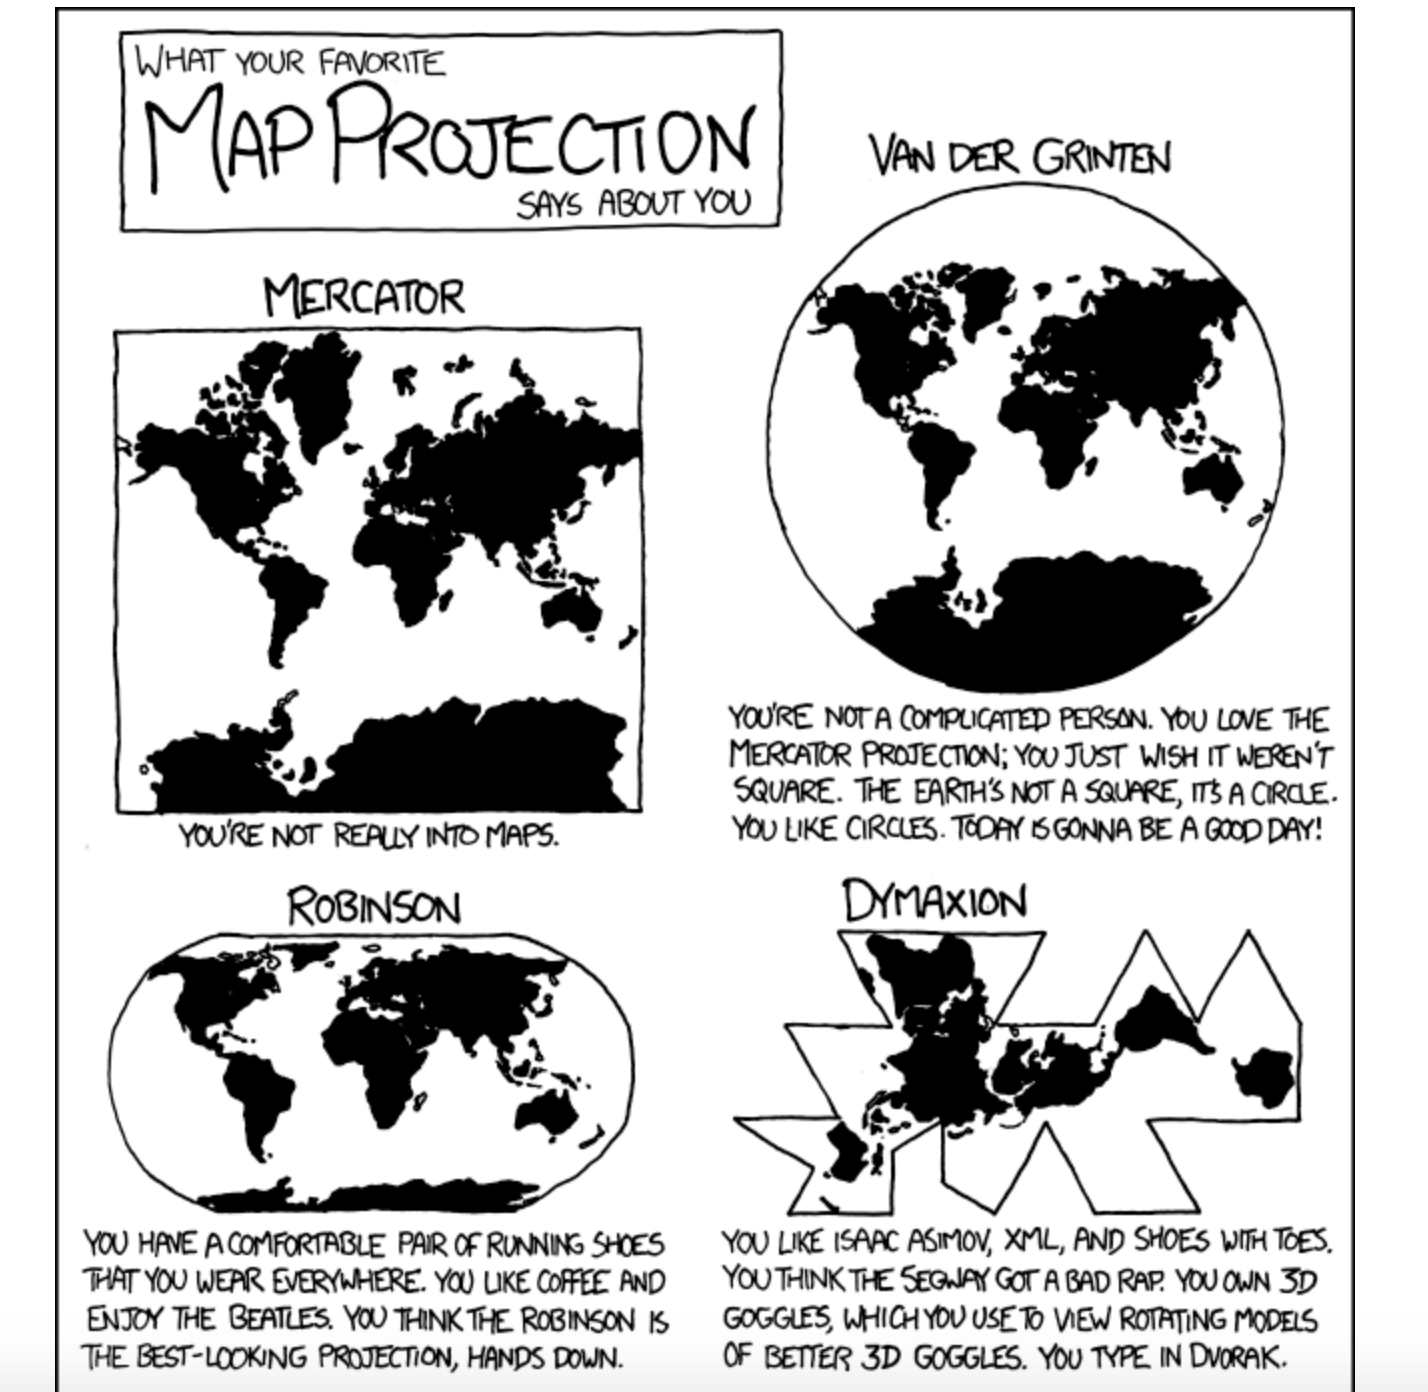 WHAT YOUR FAVORITE
MAP PROJECTION
SAYS ABOUT YOU
MERCATOR
YOU'RE NOT REALLY INTO MAPS.
VAN DER GRINTEN
YOU'RE NOT A COMPLICATED PERSON. YOU LOVE THE
MERCATOR PROJECTION; YOU JUST WISH IT WEREN'T
SQUARE. THE EARTH'S NOT A SQUARE, IT'S A CIRCLE.
YOU LIKE CIRCLES. TODAY IS GONNA BE A GOOD DAY!
ROBINSON
YOU HAVE A COMFORTABLE PAIR OF RUNNING SHOES
THAT YOU WEAR EVERYWHERE. YOU LIKE COFFEE AND
ENJOY THE BEATLES. YOU THINK THE ROBINSON IS
THE BEST-LOOKING PROJECTION, HANDS DOWN.
DYMAXION
YOU LIKE ISAAC ASIMOV, XML, AND SHOES WITH TOES.
YOU THINK THE SEGWAY GOT A BAD RAP. YOU OWN 3D
GOGGLES, WHICH YOU USE TO VIEW ROTATING MODELS
OF BETTER 3D GOGGLES. YOU TYPE IN DVORAK.